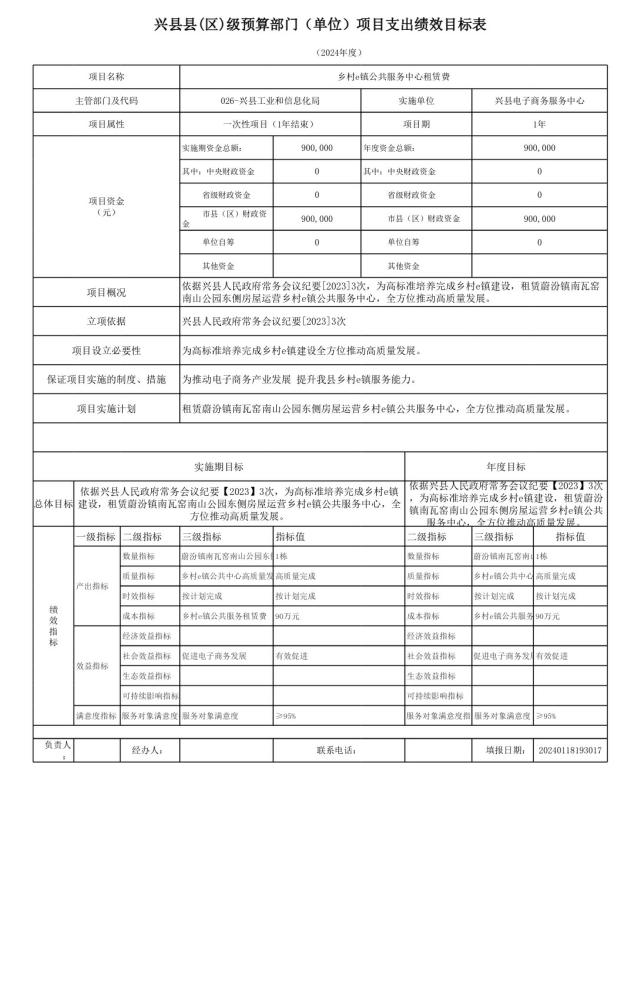 兴县县(区)级预算部门（单位）项目支出绩效目标表
（2024年度）
项目名称 乡村e镇公共服务中心租赁费
主管部门及代码 026-兴县工业和信息化局 实施单位 兴县电子商务服务中心
项目属性 一次性项目（1年结束） 项目期 1年
项目资金
（元）
实施期资金总额: 900,000 年度资金总额: 900,000
其中: 中央财政资金 0 其中: 中央财政资金 0
省级财政资金 0 省级财政资金 0
市县（区）财政资
金 900,000 市县（区）财政资金 900,000
单位自筹 0 单位自筹 0
其他资金 其他资金
项目概况 依据兴县人民政府常务会议纪要[2023]3次，为高标准培养完成乡村e镇建设，租赁蔚汾镇南瓦窑
南山公园东侧房屋运营乡村e镇公共服务中心，全方位推动高质量发展。
立项依据 兴县人民政府常务会议纪要[2023]3次
项目设立必要性 为高标准培养完成乡村e镇建设全方位推动高质量发展。
保证项目实施的制度、措施 为推动电子商务产业发展 提升我县乡村e镇服务能力。
项目实施计划 租赁蔚汾镇南瓦窑南山公园东侧房屋运营乡村e镇公共服务中心，全方位推动高质量发展。
实施期目标 年度目标
总体目标
依据兴县人民政府常务会议纪要【2023】3次，为高标准培养完成乡村e镇
建设，租赁蔚汾镇南瓦窑南山公园东侧房屋运营乡村e镇公共服务中心，全
方位推动高质量发展。
依据兴县人民政府常务会议纪要【2023】3次
，为高标准培养完成乡村e镇建设，租赁蔚汾
镇南瓦窑南山公园东侧房屋运营乡村e镇公共
服务中心，全方位推动高质量发展。
绩效指标
一级指标 二级指标 三级指标 指标值 二级指标 三级指标 指标值
产出指标
数量指标 蔚汾镇南瓦窑南山公园东 1栋 数量指标 蔚汾镇南瓦窑南 1栋
质量指标 乡村e镇公共中心高质量发 高质量完成 质量指标 乡村e镇公共中心 高质量完成
时效指标 按计划完成 按计划完成 时效指标 按计划完成 按计划完成
成本指标 乡村e镇公共服务租赁费 90万元 成本指标 乡村e镇公共服务 90万元
效益指标
经济效益指标 经济效益指标
社会效益指标 促进电子商务发展 有效促进 社会效益指标 促进电子商务发 有效促进
生态效益指标 生态效益指标
可持续影响指标 可持续影响指标
满意度指标 服务对象满意度 服务对象满意度 ≥95% 服务对象满意度指 服务对象满意度 ≥95%
负责人
： 经办人： 联系电话： 填报日期： 20240118193017